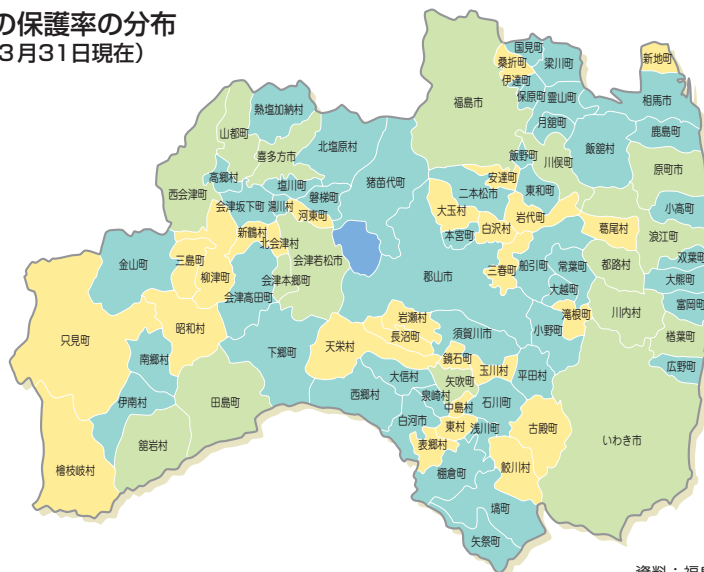 の保護率の分布
3月31日現在）
国見町
桑折町
梁川町
新地町
伊達町
福島市
保原町
霊山町
相馬市
熱塩加納村
月舘町
鹿島町
山都町
北塩原村
喜多方市
飯野町
川俣町
飯舘村
原町市
高郷村
猪苗代町
安達町
西会津町
塩川町
磐梯町
二本松市
東和町
会津坂下町
湯川村
河東町
大玉村
岩代町
小高町
新鶴村
白沢村
葛尾村
本宮町
浪江町
北会津村
三島町
会津若松市
双葉町
金山町
柳津町
会津本郷町
郡山市
三春町
船引町
常葉町
都路村
大熊町
会津高田町
大越町
富岡町
岩瀬村
滝根町
川内村
昭和村
只見町
長沼町
須賀川市
小野町
楢葉町
下郷町
天栄村
南郷村
鏡石町
玉川村
平田村
広野町
大信村
矢吹町
西郷村
泉崎村
伊南村
田島町
中島村
石川町
白河市
東村
浅川町
古殿町
舘岩村
表郷村
いわき市
檜枝岐村
棚倉町
鮫川村
塙町
矢祭町
資料：福